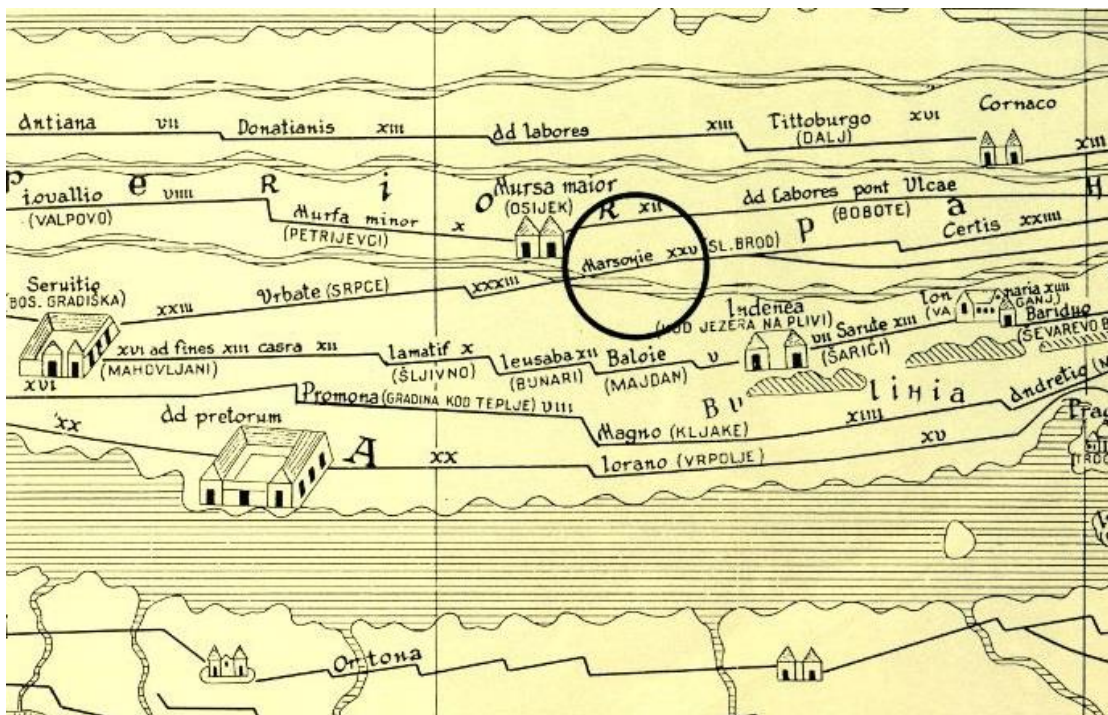 Cornaco
Antiana VII Donatianis XIII Ad labores XIII Tittoburgo XVI
(DALJ)
XIII
P e R i o R P a H
Iovallio VIIII
(VALPOVO)
Murfa minor X
(PETRIJEVCI)
Mursa maior
(OSIJEK)
XII
Ad Labores pont Ulcae
(BOBOTE)
Certis XXIIII
Marsonie XXV (SL. BROD)
Seruitio
(BOS. GRADIŠKA)
XXIII Urbate (SRPCE) XXXIII
Indenea
(KOD JEZERA NA PLIVI)
VII Sarute XIII
(ŠARIĆI)
Bariduo
(ŠEVAREVO B
XVI ad fines XIII casra XII
(MAHOVLJANI)
lamatif X
(ŠLJIVNO)
leusaba XII
(BUNARI)
Baloie V
(MAJDAN)
XVI
Promona (GRADINA KOD TEPLJE) VIII
BU liHia
Magno (KLJAKE) XIIII Andretio
XX
Ad pretorum
A XX lorano (VRPOLJE) XV
Ortona